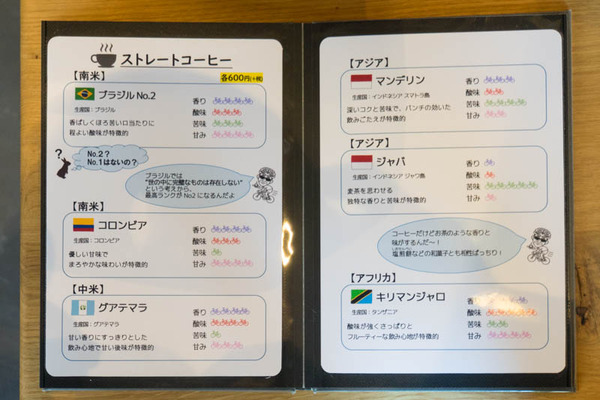 ストレートコーヒー
【南米】
各600円(+税)
ブラジル No.2
生産国：ブラジル
香ばしくほろ苦い口当たりに
程よい酸味が特徴的
香り
酸味
苦味
甘み
?
?
No.2？
No.1はないの？
ブラジルでは
"世の中に完璧なものは存在しない"
という考えから、
最高ランクが No.2 になるんだよ
【南米】
コロンビア
生産国：コロンビア
優しい甘味で
まろやかな味わいが特徴的
香り
酸味
苦味
甘み
【中米】
グアテマラ
生産国：グアテマラ
甘い香りにすっきりとした
飲み心地で甘い後味が特徴的
香り
酸味
苦味
甘み
【アジア】
マンデリン
生産国：インドネシア スマトラ島
深いコクと苦味で、パンチの効いた
飲みごたえが特徴的
香り
酸味
苦味
甘み
【アジア】
ジャバ
生産国：インドネシア ジャワ島
麦茶を思わせる
独特な香りと苦味が特徴的
香り
酸味
苦味
甘み
コーヒーだけどお茶のような香りと
味がするんだ～！
塩煎餅などの和菓子とも相性ばっちり！
【アフリカ】
キリマンジャロ
生産国：タンザニア
酸味が強くさっぱりと
フルーティーな飲み心地が特徴的
香り
酸味
苦味
甘み